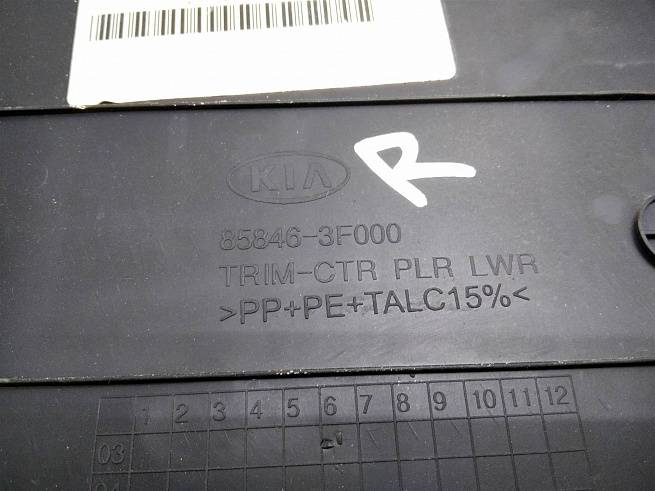 R
KIA
85846-3F000
TRIM-CTR PLR LWR
>PP+PE+TALC15%<
1 2 3 4 5 6 7 8 9 10 11 12
03
04